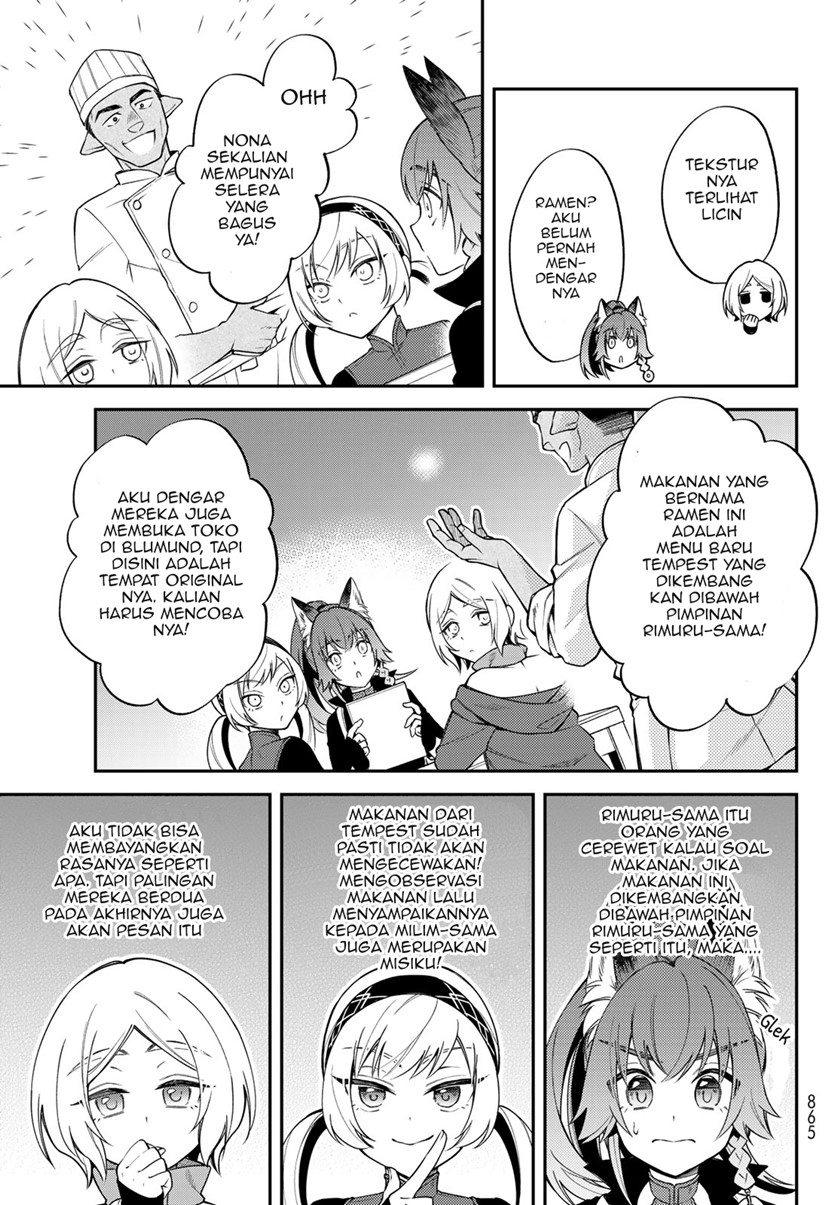 TEKSTUR
NYA
TERLIHAT
LICIN
RAMEN?
AKU
BELUM
PERNAH
MEN-
DENGAR
NYA
OHH
NONA
SEKALIAN
MEMPUNYAI
SELERA
YANG
BAGUS
YA!
MAKANAN YANG
BERNAMA
RAMEN INI
ADALAH
MENU BARU
TEMPEST YANG
DIKEMBANG
KAN DIBAWAH
PIMPINAN
RIMURU-SAMA!
AKU DENGAR
MEREKA JUGA
MEMBUKA TOKO
DI BLUMUND, TAPI
DISINI ADALAH
TEMPAT ORIGINAL
NYA. KALIAN
HARUS MENCOBA
NYA!
RIMURU-SAMA ITU
ORANG YANG
CEREWET KALAU SOAL
MAKANAN. JIKA
MAKANAN INI
DIKEMBANGKAN
DIBAWAH PIMPINAN
RIMURU-SAMA YANG
SEPERTI ITU, MAKA....
Glek
MAKANAN DARI
TEMPEST SUDAH
PASTI TIDAK AKAN
MENGECEWAKAN!
MENGOBSERVASI
MAKANAN LALU
MENYAMPAIKANNYA
KEPADA MILIM-SAMA
JUGA MERUPAKAN
MISIKU!
AKU TIDAK BISA
MEMBAYANGKAN
RASANYA SEPERTI
APA. TAPI PALINGAN
MEREKA BERDUA
PADA AKHIRNYA JUGA
AKAN PESAN ITU
865